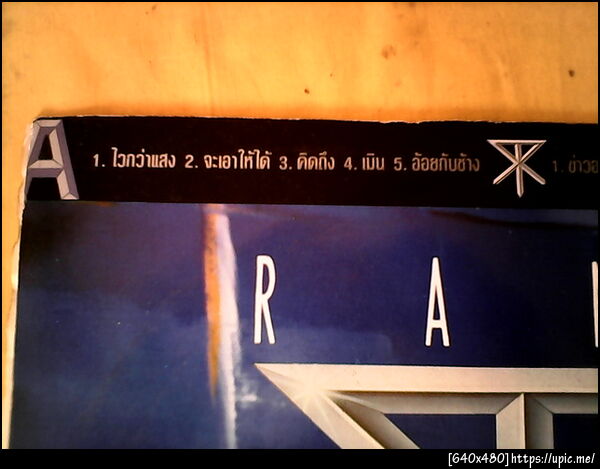 A 1. ไวกว่าแสง 2. จะเอาให้ได้ 3. คิดถึง 4. เมิน 5. อ้อยกับช้าง 1.
R A
[640x480]https://upic.me/